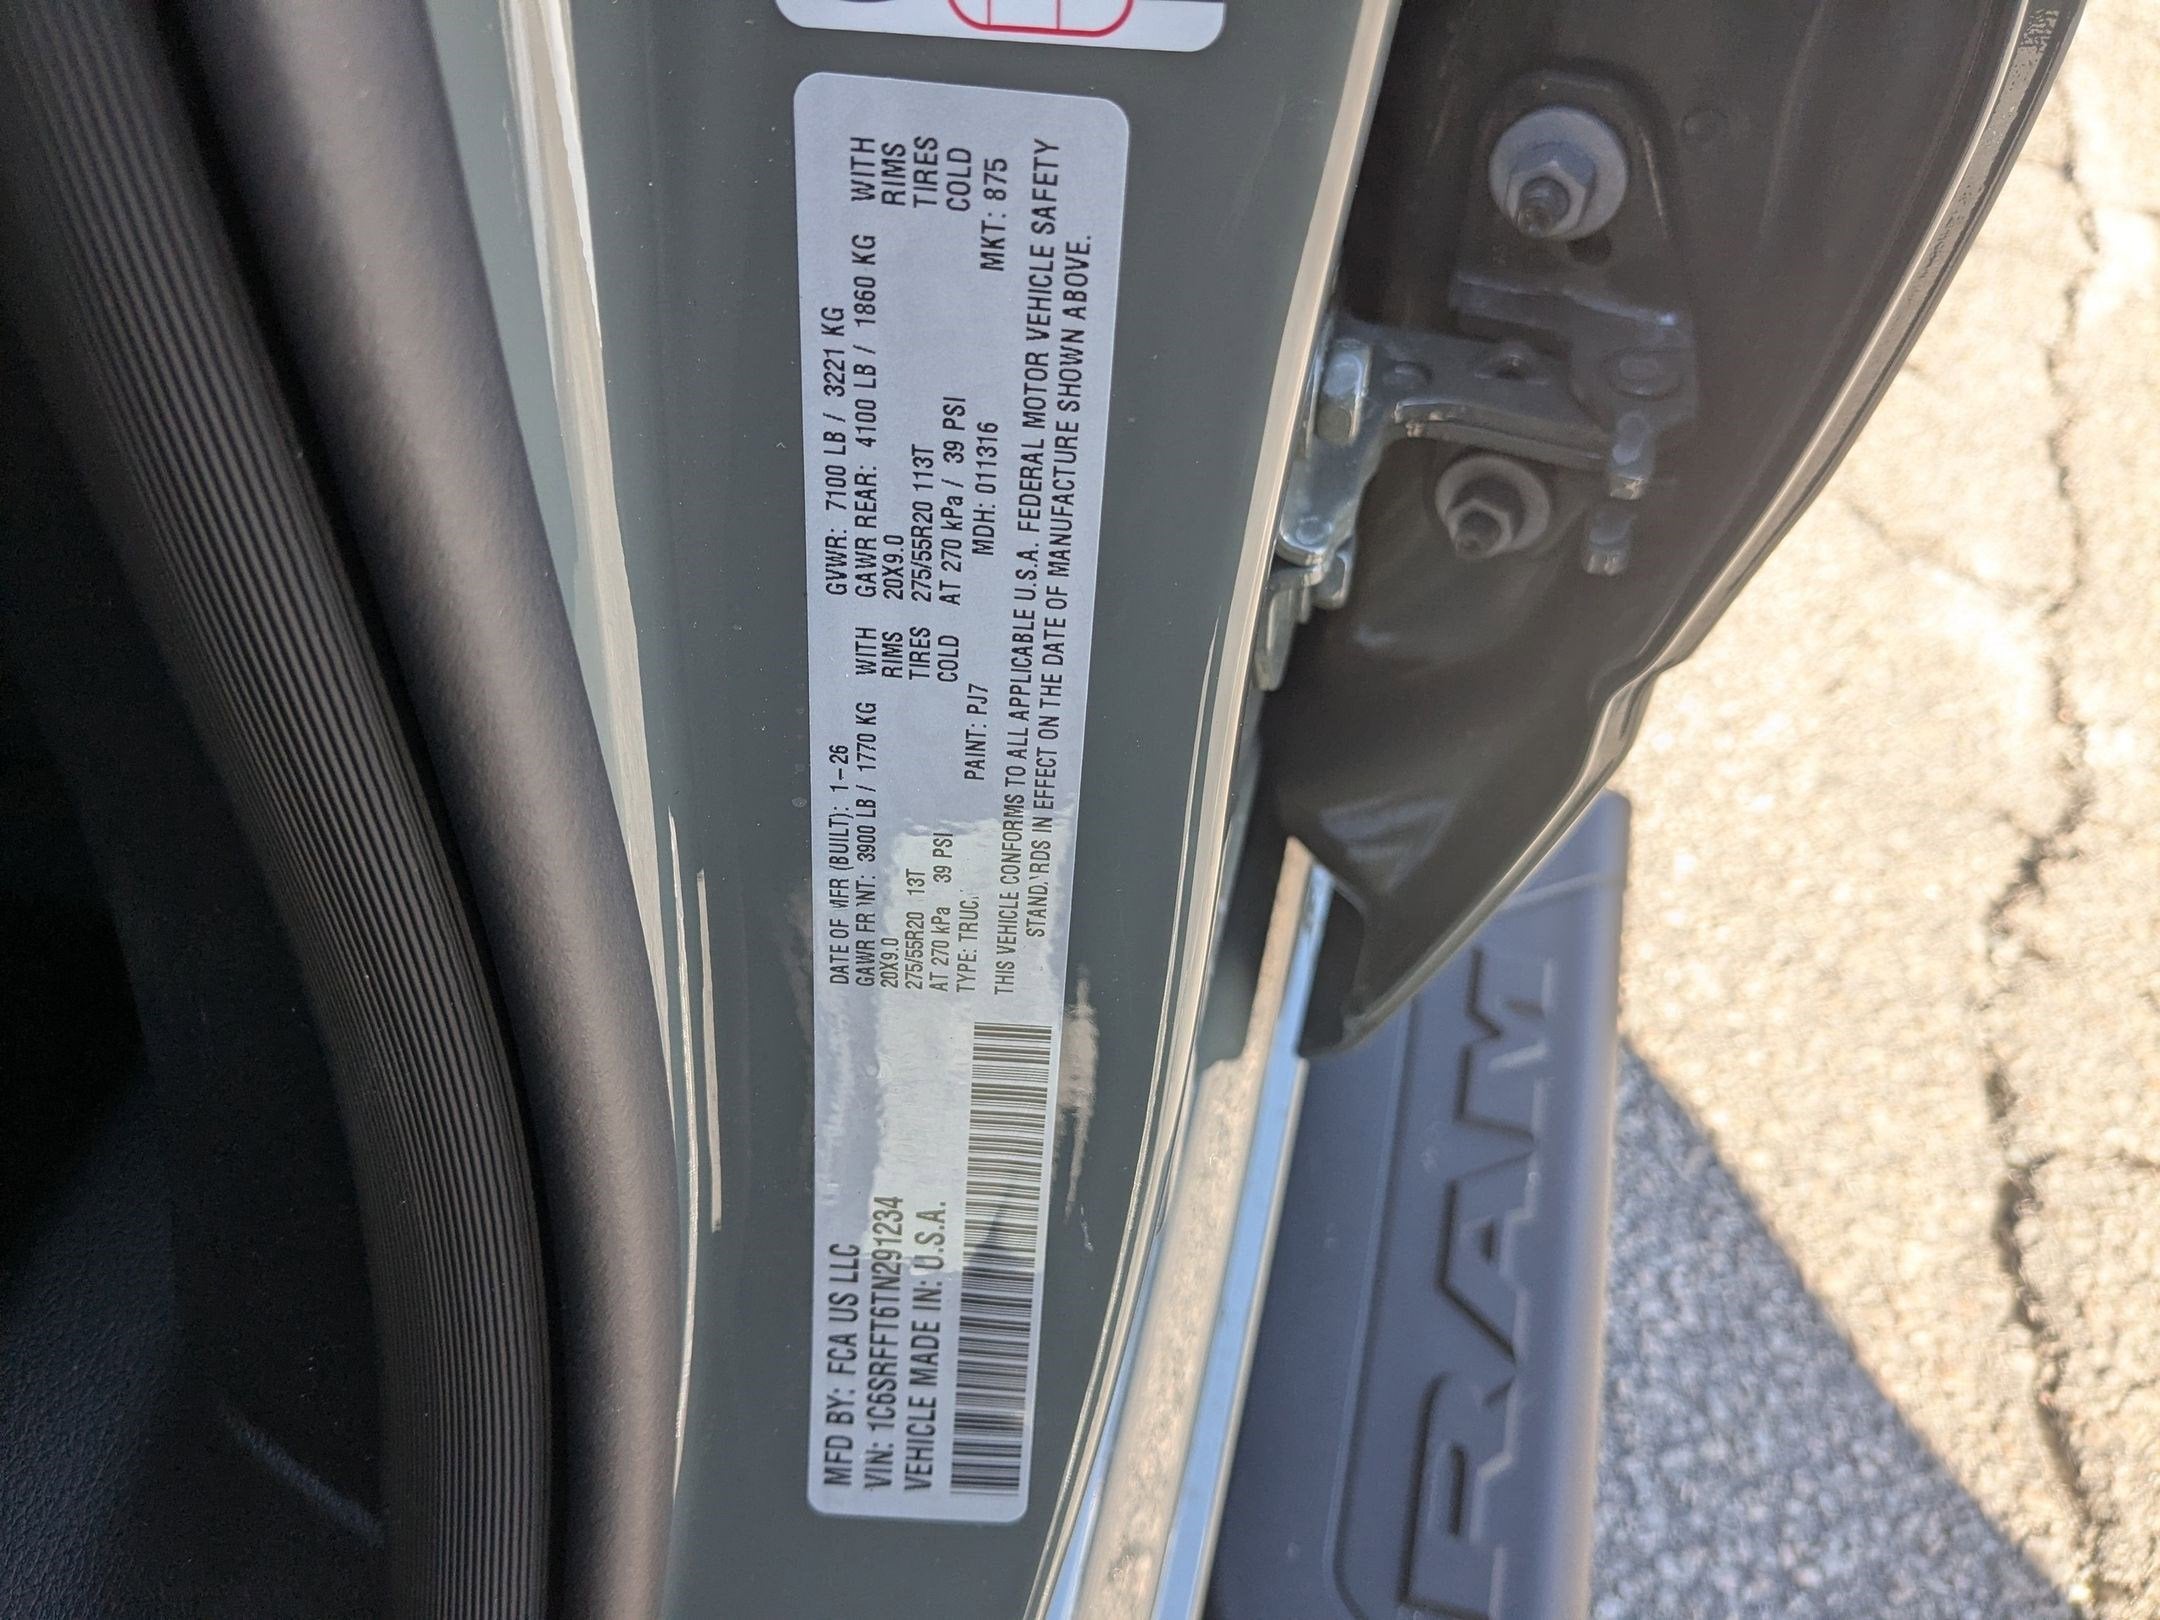 MFD BY: FCA US LLC
DATE OF MFR (BUILT): 1-26
GVWR: 7100 LB / 3221 KG
VIN: 1C6SRFFT6TN291234
GAWR FRONT: 3900 LB / 1770 KG WITH
GAWR REAR: 4100 LB / 1860 KG WITH
20X9.0 RIMS
20X9.0 RIMS
VEHICLE MADE IN: U.S.A.
275/55R20 113T TIRES
275/55R20 113T TIRES
AT 270 kPa / 39 PSI COLD
AT 270 kPa / 39 PSI COLD
TYPE: TRUCK
PAINT: PJ7
MDH: 011316
MKT: 875
THIS VEHICLE CONFORMS TO ALL APPLICABLE U.S.A. FEDERAL MOTOR VEHICLE SAFETY
STANDARDS IN EFFECT ON THE DATE OF MANUFACTURE SHOWN ABOVE.
RAM